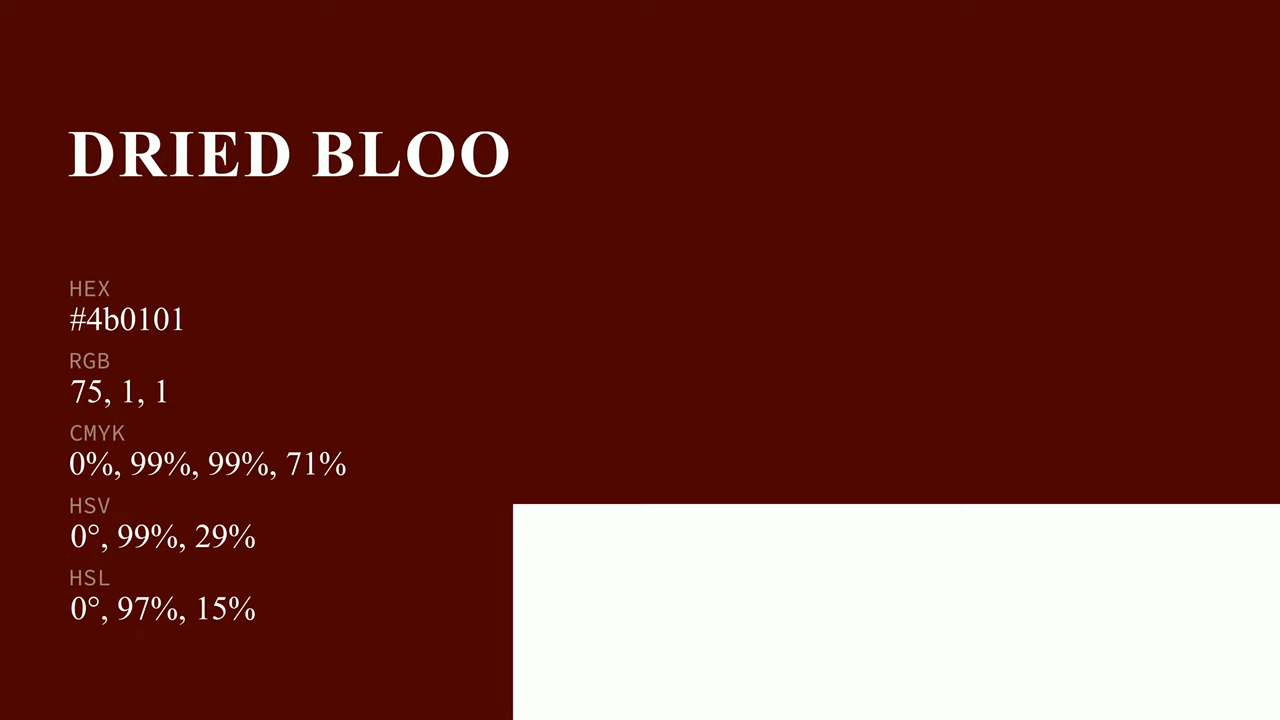 DRIED BLOO
HEX
#4b0101
RGB
75, 1, 1
CMYK
0%, 99%, 99%, 71%
HSV
0°, 99%, 29%
HSL
0°, 97%, 15%